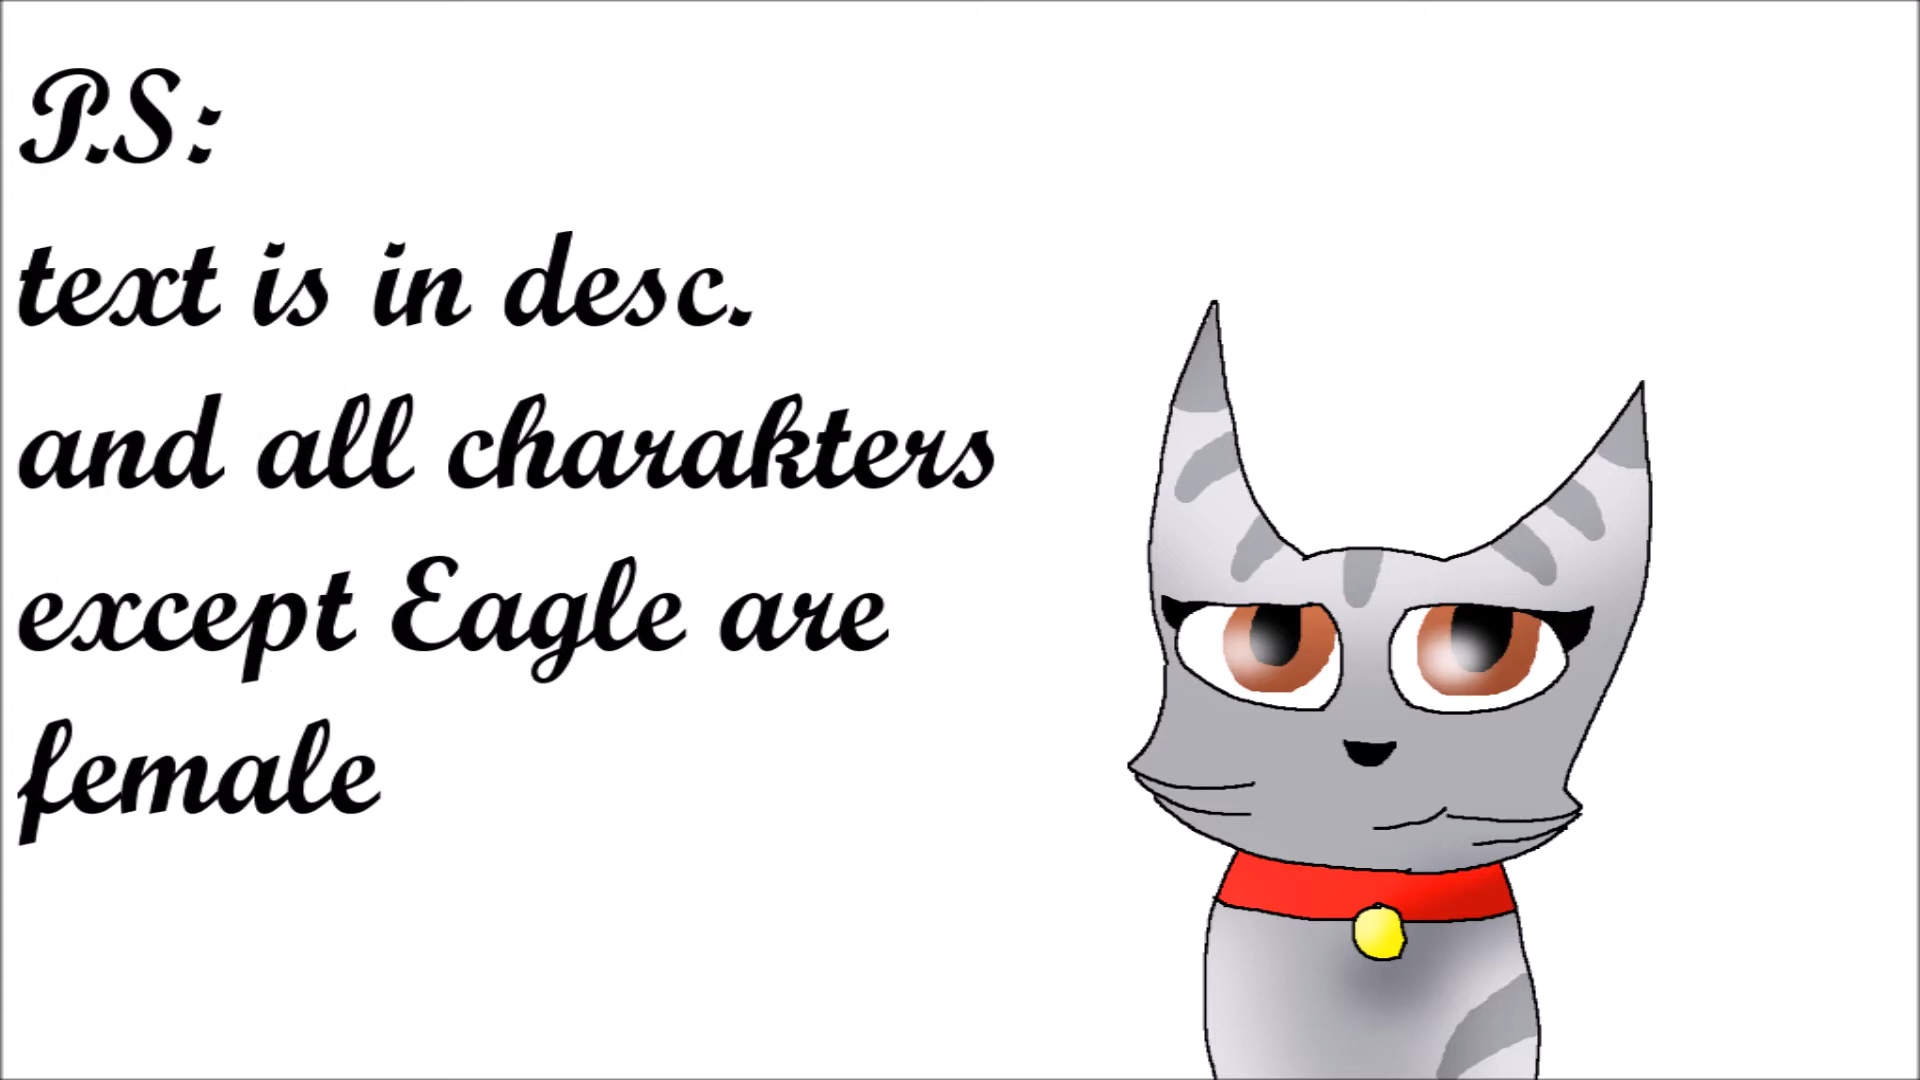 P.S:
text is in desc.
and all charakters
except Eagle are
female